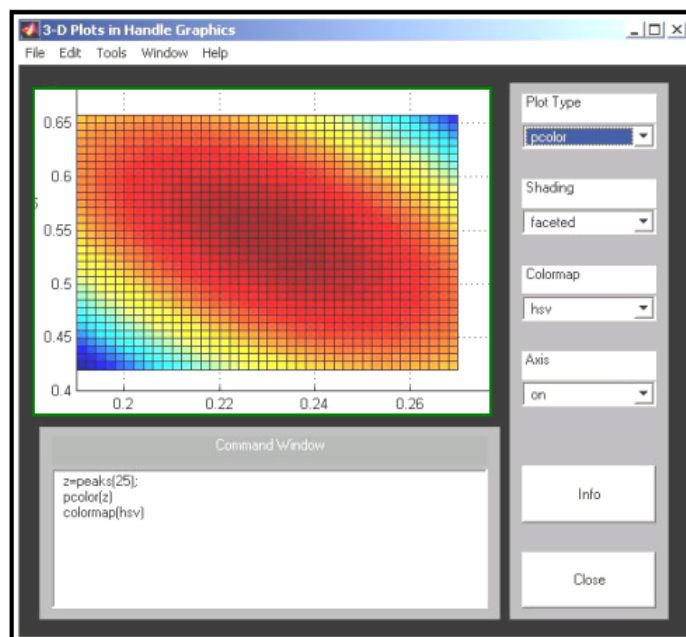 3-D Plots in Handle Graphics
File Edit Tools Window Help
0.65
0.6
0.55
0.5
0.45
0.4
0.2 0.22 0.24 0.26
Plot Type
pcolor
Shading
faceted
Colormap
hsv
Axis
on
Command Window
z=peaks(25);
pcolor(z)
colormap(hsv)
Info
Close